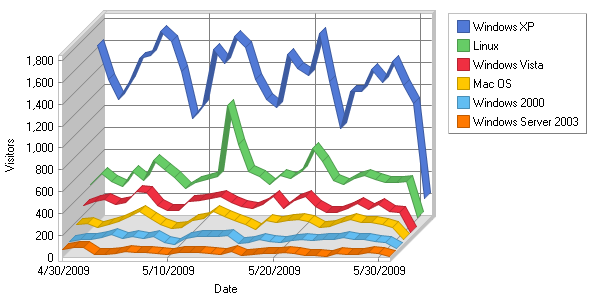 Windows XP
Linux
Windows Vista
Mac OS
Windows 2000
Windows Server 2003
Visitors
1,800
1,600
1,400
1,200
1,000
800
600
400
200
0
4/30/2009
5/10/2009
5/20/2009
5/30/2009
Date